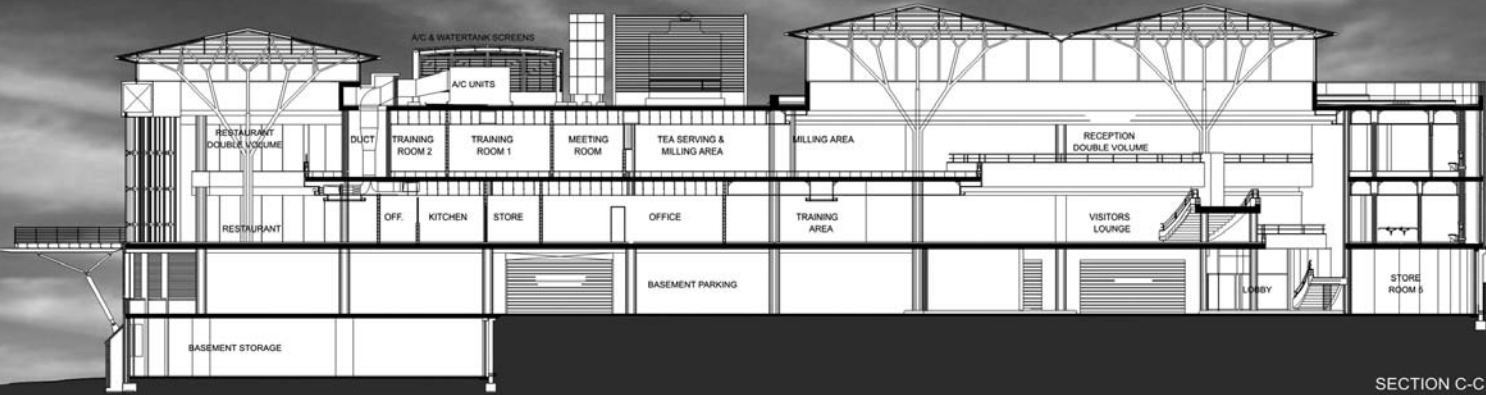 A/C & WATERTANK SCREENS
A/C UNITS
RESTAURANT
DOUBLE VOLUME
DUCT
TRAINING
ROOM 2
TRAINING
ROOM 1
MEETING
ROOM
TEA SERVING &
MILLING AREA
MILLING AREA
RECEPTION
DOUBLE VOLUME
RESTAURANT
OFF.
KITCHEN
STORE
OFFICE
TRAINING
AREA
VISITORS
LOUNGE
BASEMENT PARKING
LOBBY
STORE
ROOM 5
BASEMENT STORAGE
SECTION C-C